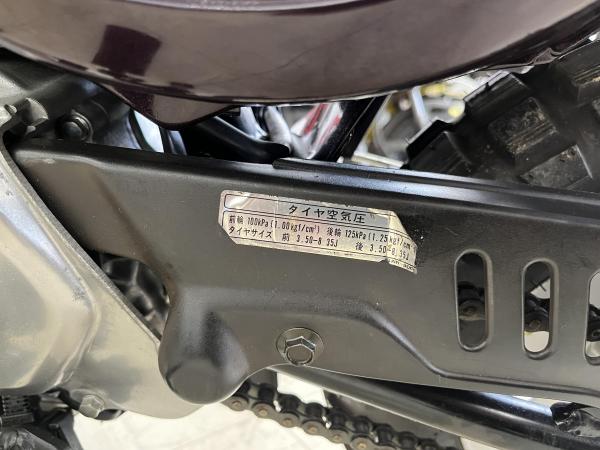 タイヤ空気圧
前輪 100kPa(1.00kgf/cm²) 後輪 125kPa(1.25kgf/cm
タイヤサイズ 前 3.50-8 35J 後 3.50-8.35J